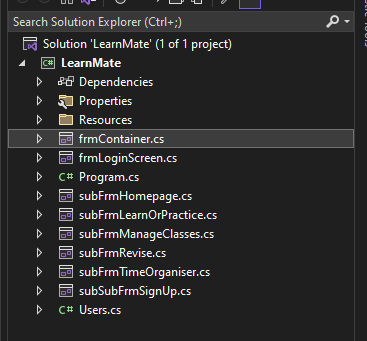 Search Solution Explorer (Ctrl+;)
Solution 'LearnMate' (1 of 1 project)
C# LearnMate
Dependencies
Properties
Resources
frmContainer.cs
frmLoginScreen.cs
C# Program.cs
subFrmHomepage.cs
subFrmLearnOrPractice.cs
subFrmManageClasses.cs
subFrmRevise.cs
subFrmTimeOrganiser.cs
subSubFrmSignUp.cs
C# Users.cs